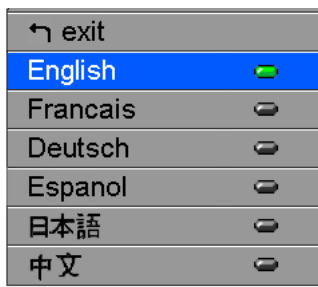 exit
English
Francais
Deutsch
Espanol
日本語
中文